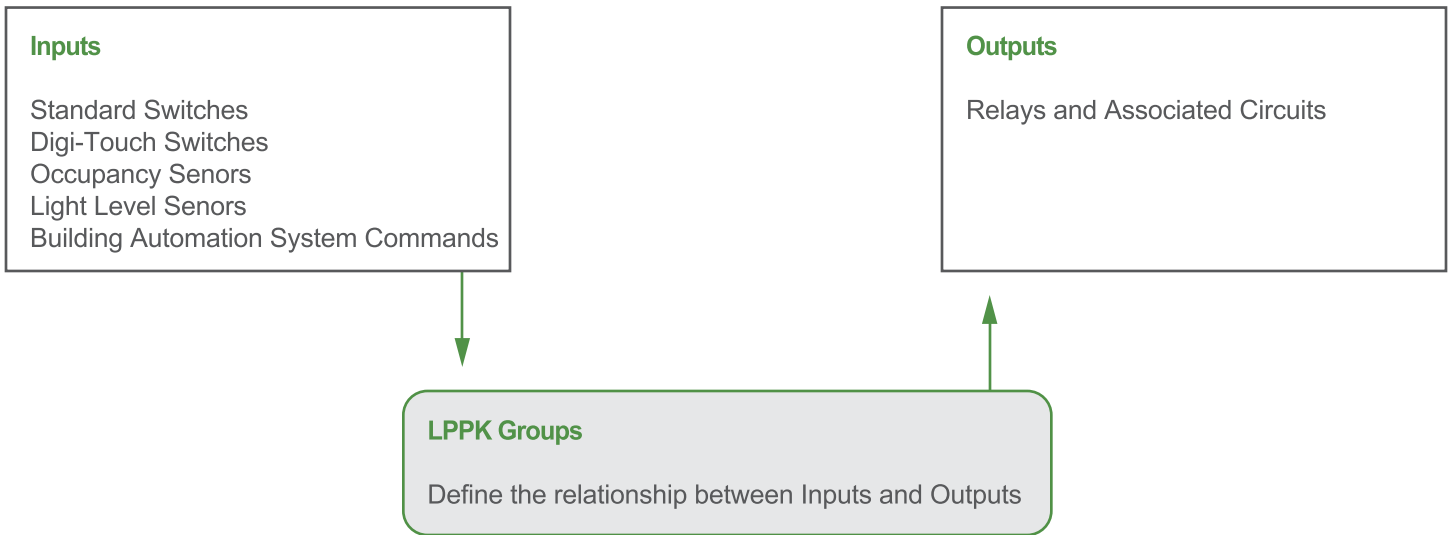 Inputs
Standard Switches
Digi-Touch Switches
Occupancy Senors
Light Level Senors
Building Automation System Commands
Outputs
Relays and Associated Circuits
LPPK Groups
Define the relationship between Inputs and Outputs